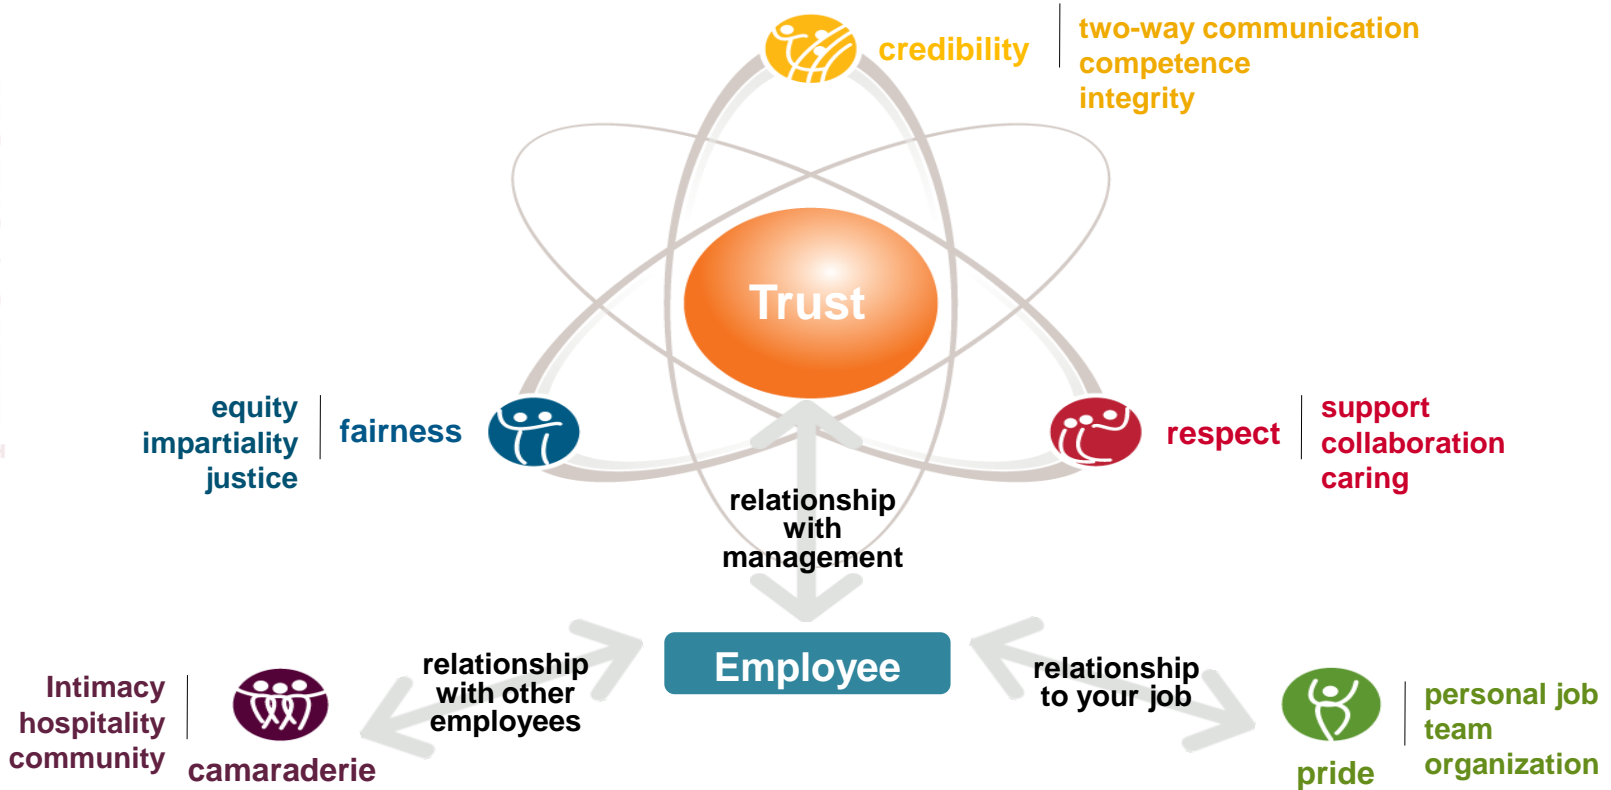 credibility
two-way communication
competence
integrity
Trust
equity
impartiality
justice
fairness
respect
support
collaboration
caring
relationship
with
management
Employee
relationship
with other
employees
relationship
to your job
Intimacy
hospitality
community
camaraderie
pride
personal job
team
organization